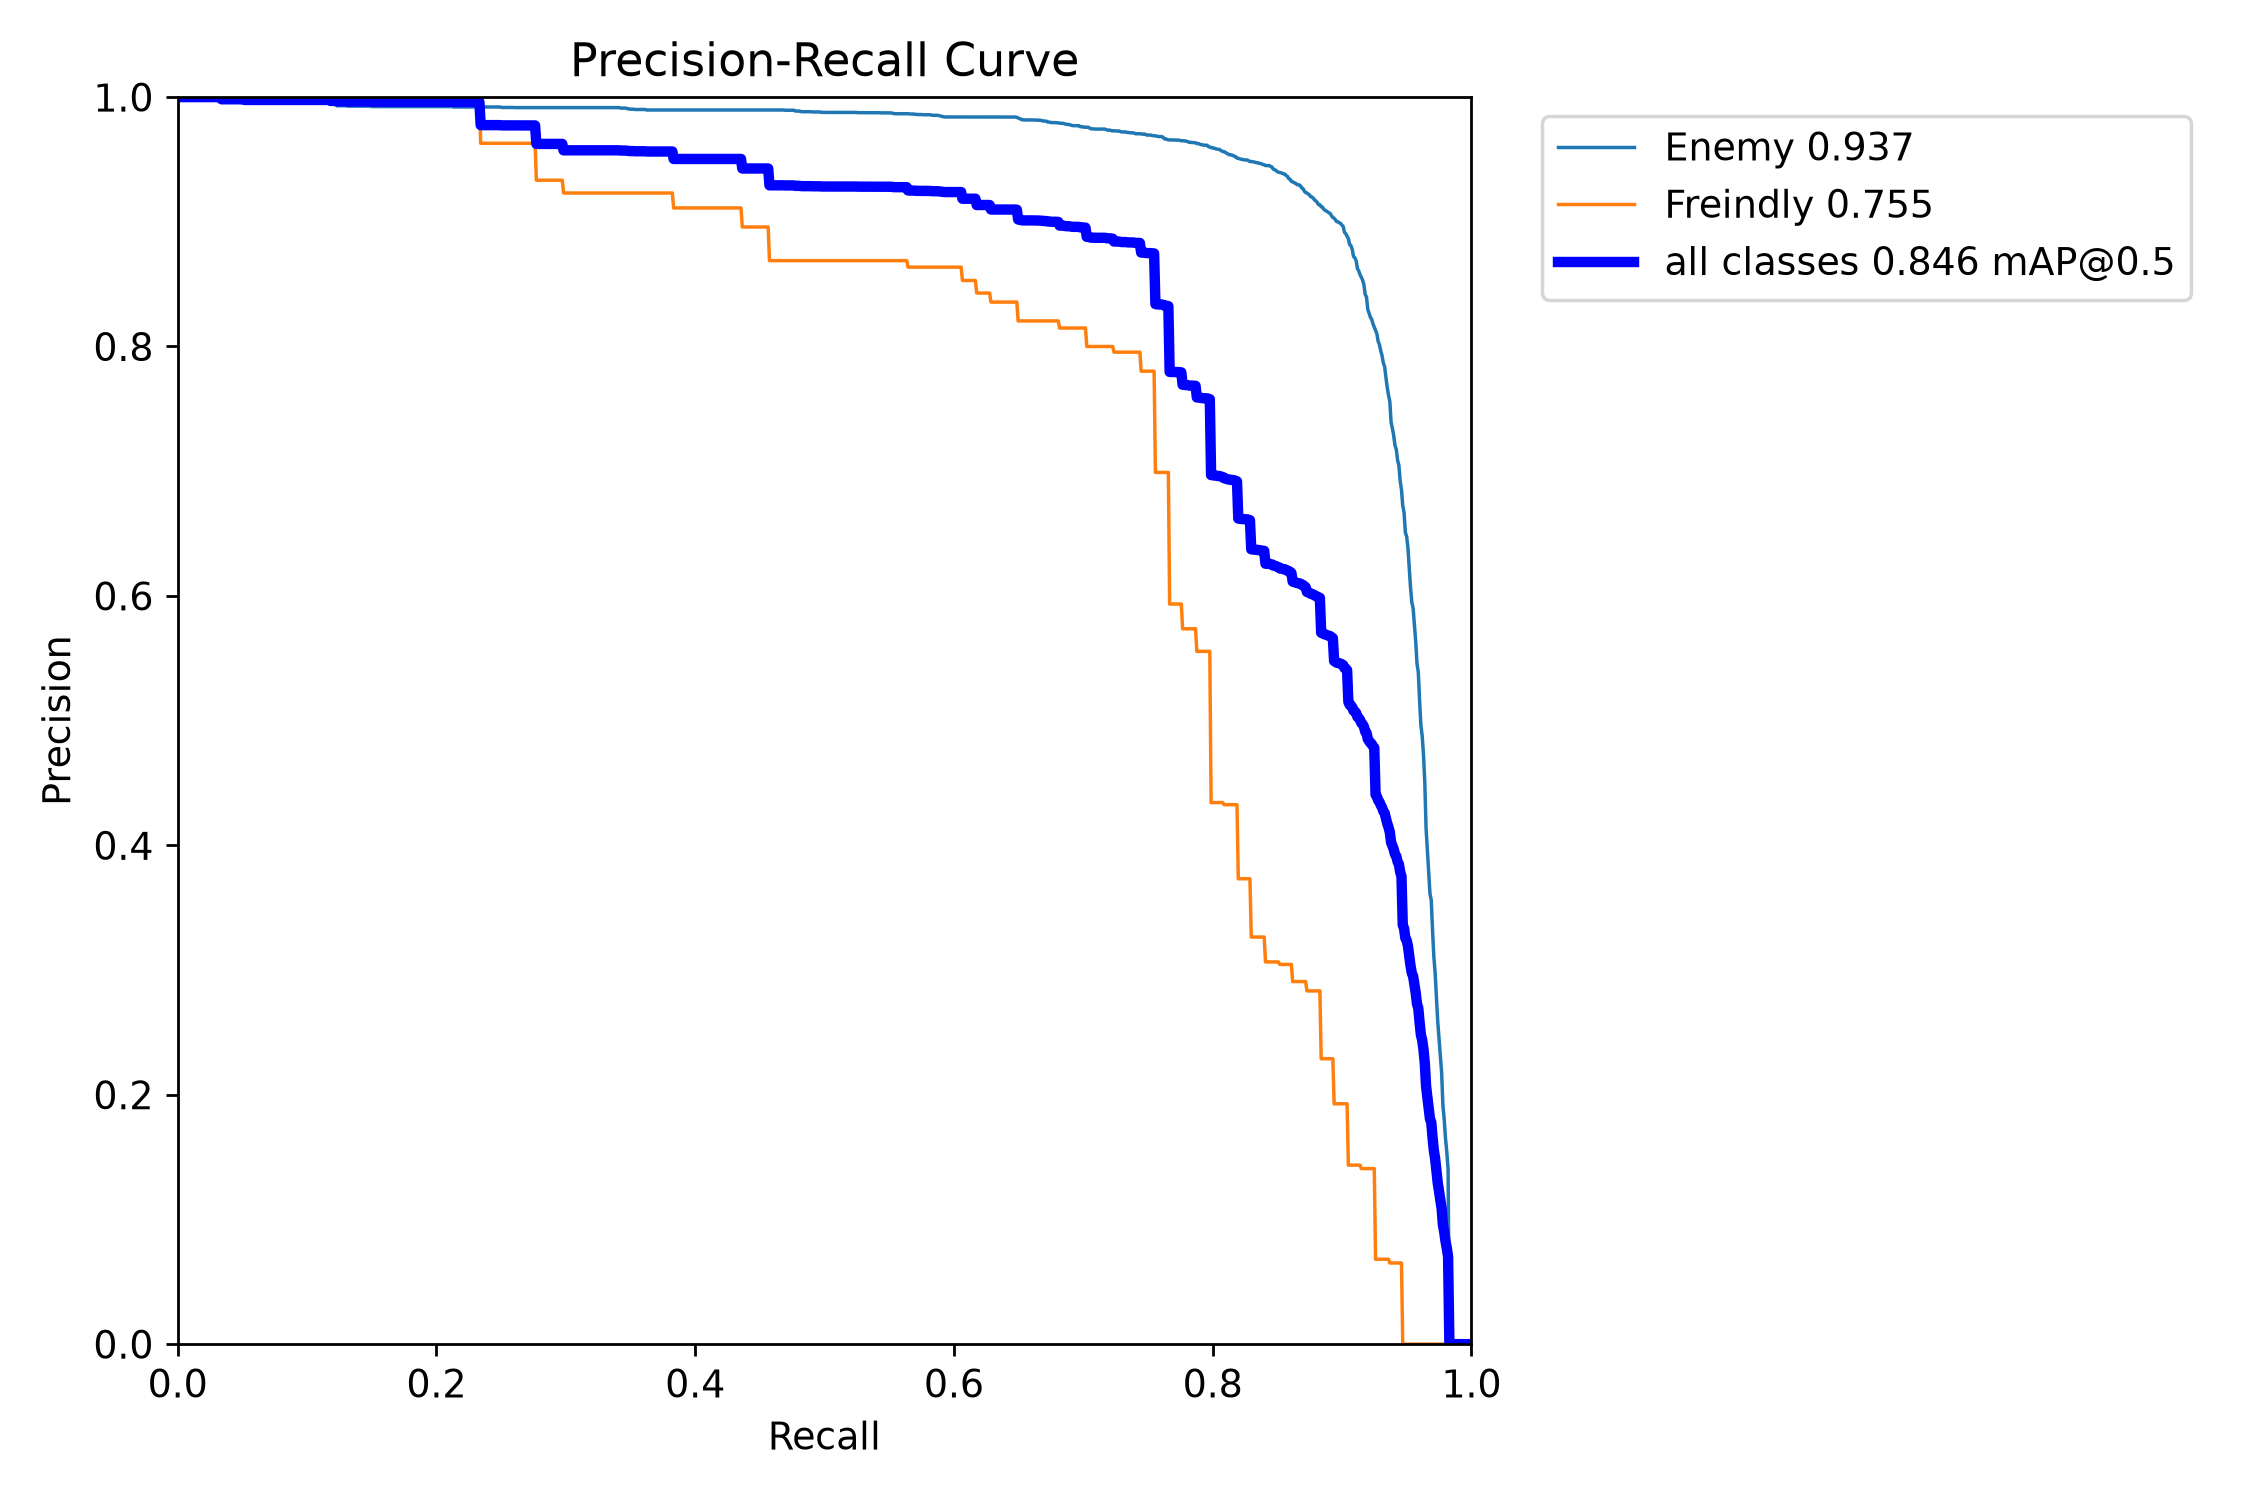 Precision-Recall Curve
1.0
0.8
0.6
0.4
0.2
0.0
Precision
0.0 0.2 0.4 0.6 0.8 1.0
Recall
Enemy 0.937
Freindly 0.755
all classes 0.846 mAP@0.5